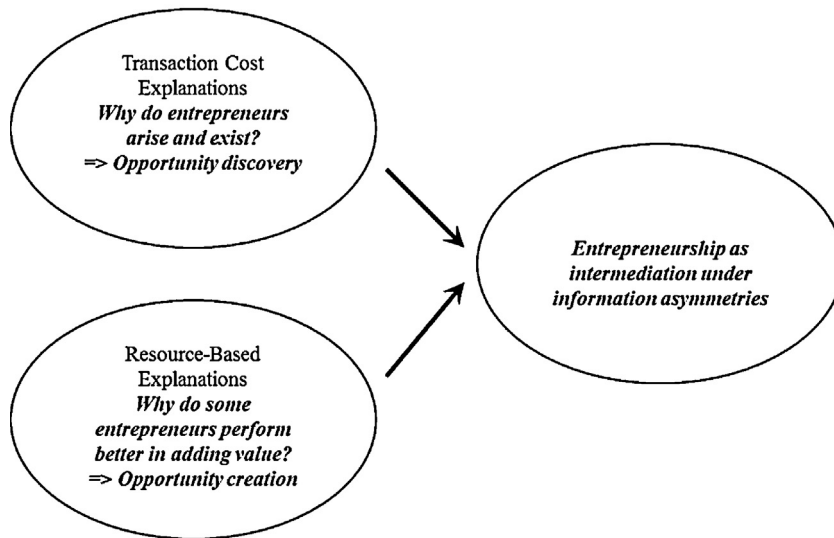 Transaction Cost
Explanations
Why do entrepreneurs
arise and exist?
=> Opportunity discovery
Entrepreneurship as
intermediation under
information asymmetries
Resource-Based
Explanations
Why do some
entrepreneurs perform
better in adding value?
=> Opportunity creation